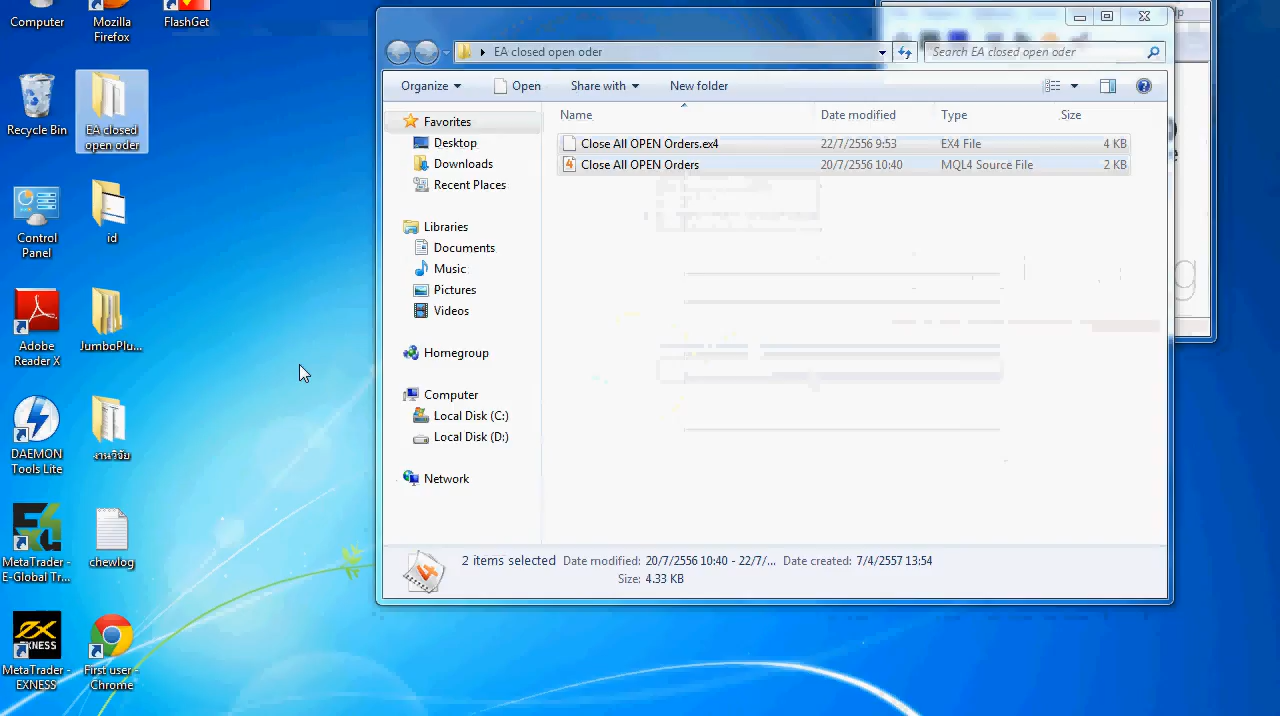 Computer
Mozilla
Firefox
FlashGet
Recycle Bin
EA closed
open oder
Control
Panel
id
Adobe
Reader X
JumboPlu...
DAEMON
Tools Lite
งานวิจัย
MetaTrader -
E-Global Tr...
chewlog
EXNESS
MetaTrader -
EXNESS
First user -
Chrome
EA closed open oder
Search EA closed open oder
Organize
Open
Share with
New folder
Name
Date modified
Type
Size
Close All OPEN Orders.ex4
22/7/2556 9:53
EX4 File
4 KB
Close All OPEN Orders
20/7/2556 10:40
MQL4 Source File
2 KB
Favorites
Desktop
Downloads
Recent Places
Libraries
Documents
Music
Pictures
Videos
Homegroup
Computer
Local Disk (C:)
Local Disk (D:)
Network
2 items selected
Date modified: 20/7/2556 10:40 - 22/7/...
Date created: 7/4/2557 13:54
Size: 4.33 KB